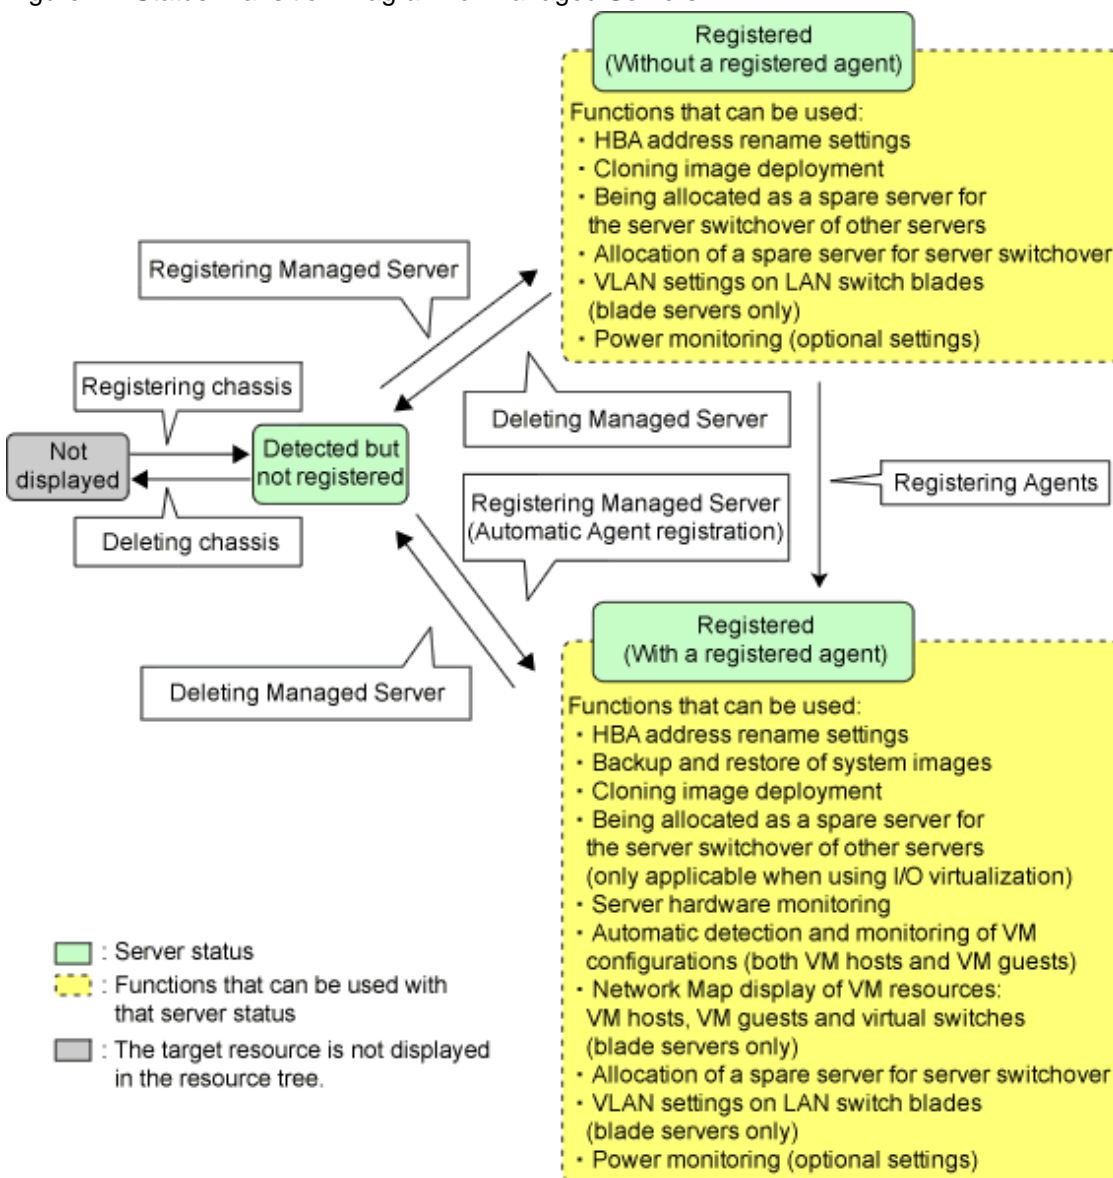 Registered
(Without a registered agent)
Functions that can be used:
・HBA address rename settings
・Cloning image deployment
・Being allocated as a spare server for
the server switchover of other servers
・Allocation of a spare server for server switchover
・VLAN settings on LAN switch blades
(blade servers only)
・Power monitoring (optional settings)
Registering Managed Server
Registering chassis
Deleting Managed Server
Not
displayed
Detected but
not registered
Registering Agents
Registering Managed Server
(Automatic Agent registration)
Deleting chassis
Deleting Managed Server
Registered
(With a registered agent)
Functions that can be used:
・HBA address rename settings
・Backup and restore of system images
・Cloning image deployment
・Being allocated as a spare server for
the server switchover of other servers
(only applicable when using I/O virtualization)
・Server hardware monitoring
・Automatic detection and monitoring of VM
configurations (both VM hosts and VM guests)
・Network Map display of VM resources:
VM hosts, VM guests and virtual switches
(blade servers only)
・Allocation of a spare server for server switchover
・VLAN settings on LAN switch blades
(blade servers only)
・Power monitoring (optional settings)
: Server status
: Functions that can be used with
that server status
: The target resource is not displayed
in the resource tree.